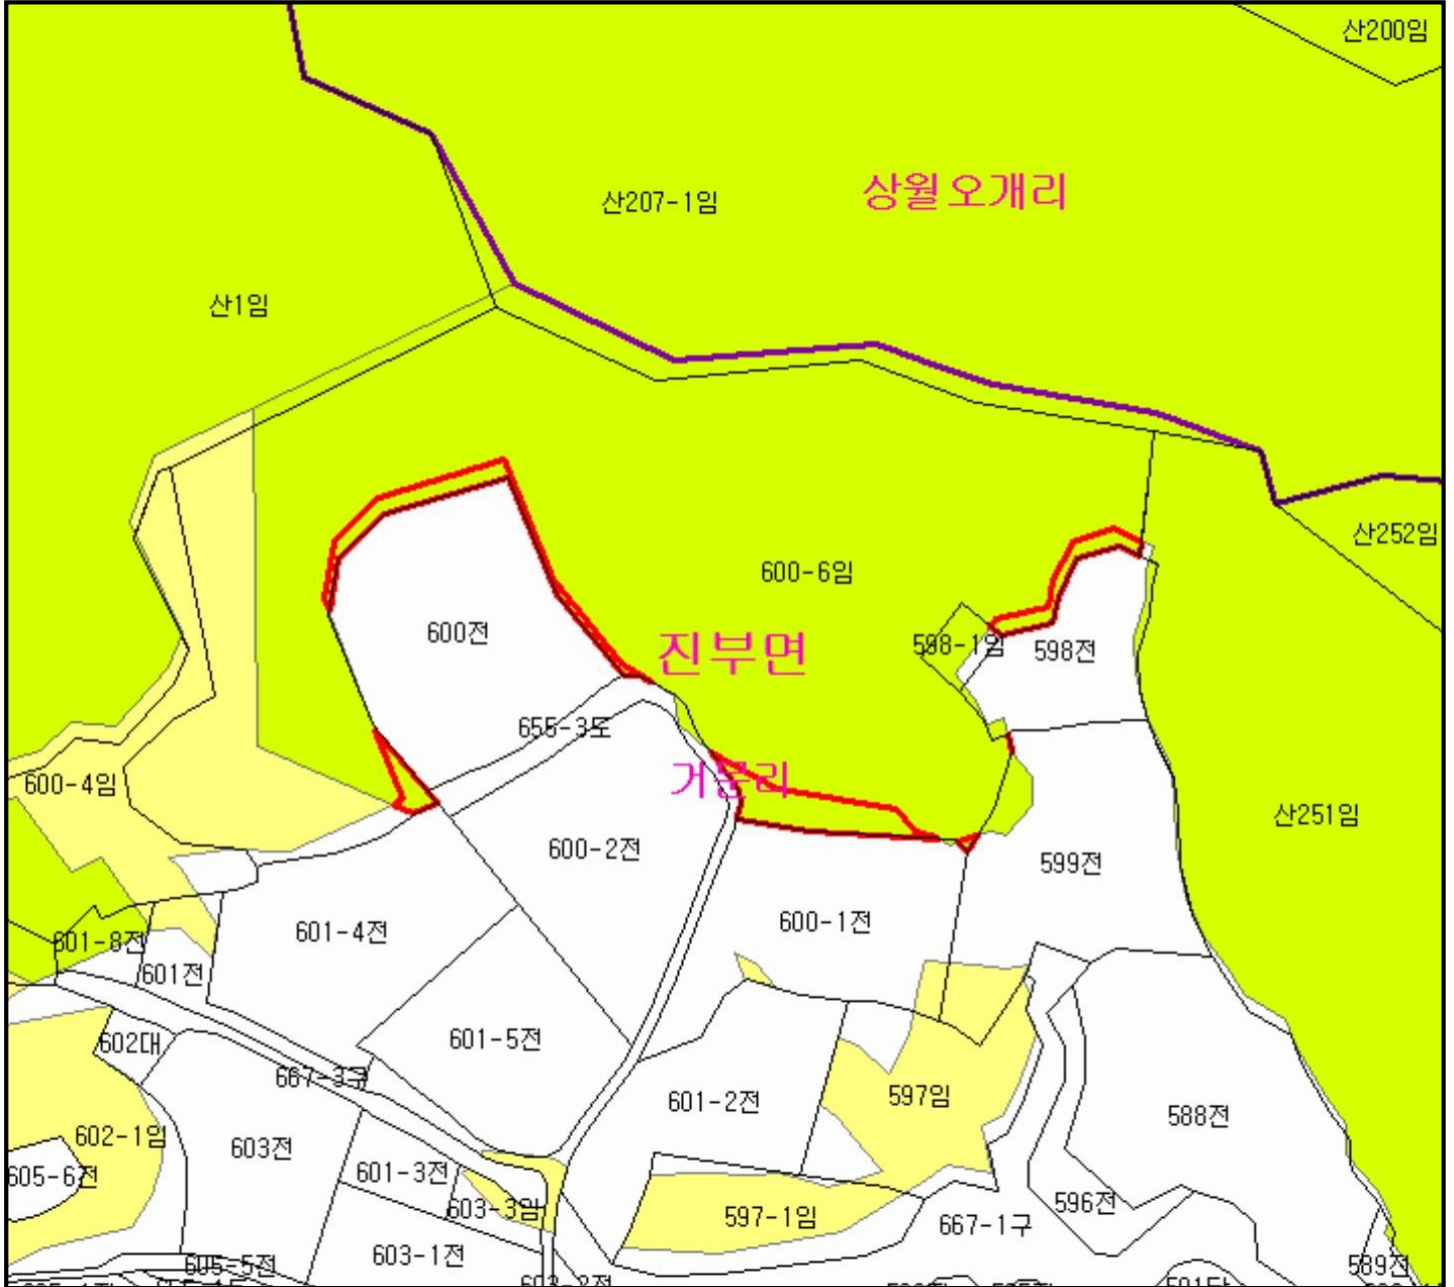 산200임
상월오개리
산207-1임
산1임
산252임
600-6임
600전
진부면
598-1임
598전
655-3도
거문리
600-4임
산251임
600-2전
599전
600-1전
601-4전
601-8전
601전
601-5전
602대
667-3구
601-2전
597임
588전
602-1임
603전
601-3전
605-6전
603-3임
597-1임
596전
667-1구
603-1전
605-5전
589전
603-2전